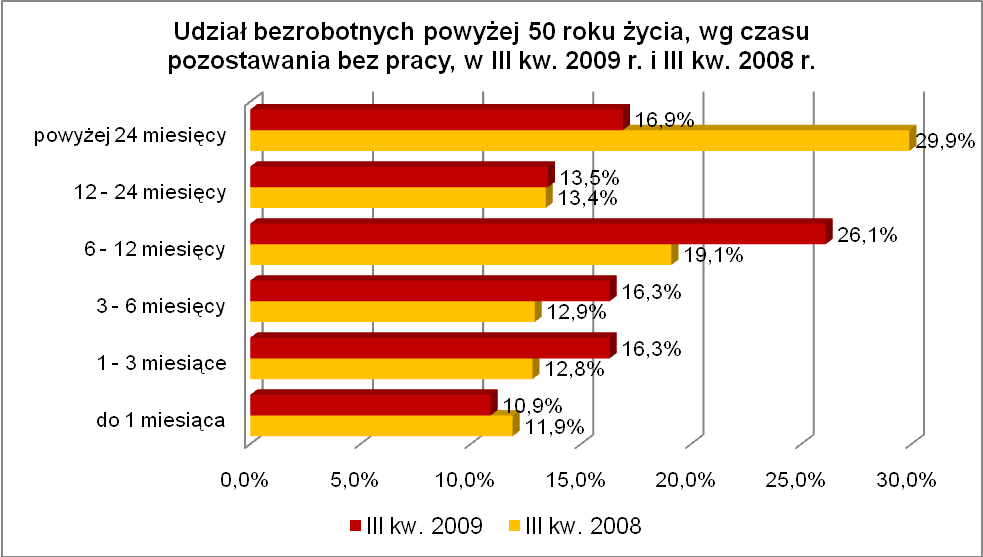 Udział bezrobotnych powyżej 50 roku życia, wg czasu
pozostawania bez pracy, w III kw. 2009 r. i III kw. 2008 r.
powyżej 24 miesięcy
16,9%
29,9%
12 - 24 miesięcy
13,5%
13,4%
6 - 12 miesięcy
26,1%
19,1%
3 - 6 miesięcy
16,3%
12,9%
1 - 3 miesiące
16,3%
12,8%
do 1 miesiąca
10,9%
11,9%
0,0% 5,0% 10,0% 15,0% 20,0% 25,0% 30,0%
III kw. 2009 III kw. 2008